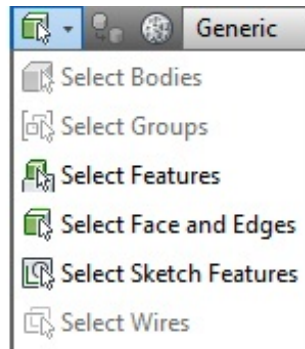 Generic
Select Bodies
Select Groups
Select Features
Select Face and Edges
Select Sketch Features
Select Wires